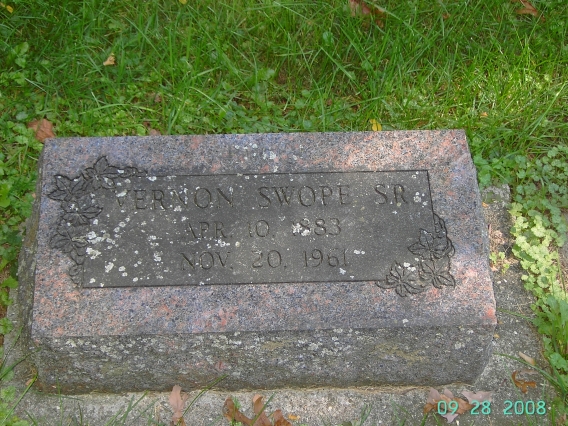 VERNON SWOPE SR.
APR. 10, 1883
NOV. 20, 1961
09 28 2008